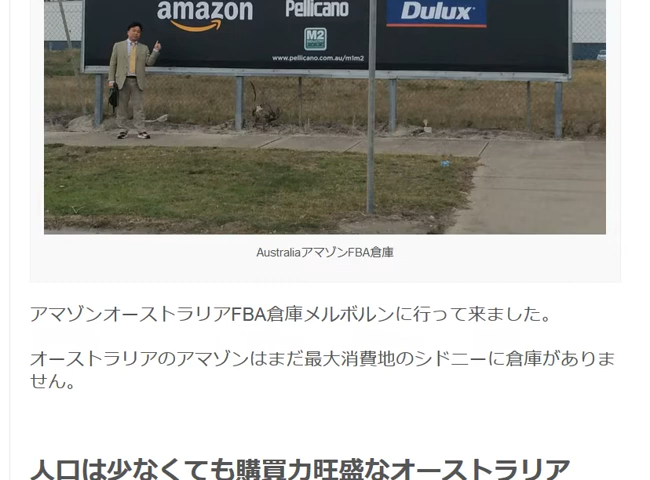 amazon
Pellicano
Dulux
M2
www.pellicano.com.au/m1m2
AustraliaアマゾンFBA倉庫
アマゾンオーストラリアFBA倉庫メルボルンに行って来ました。
オーストラリアのアマゾンはまだ最大消費地のシドニーに倉庫がありま
せん。
人口は少なくても購買力旺盛なオーストラリア